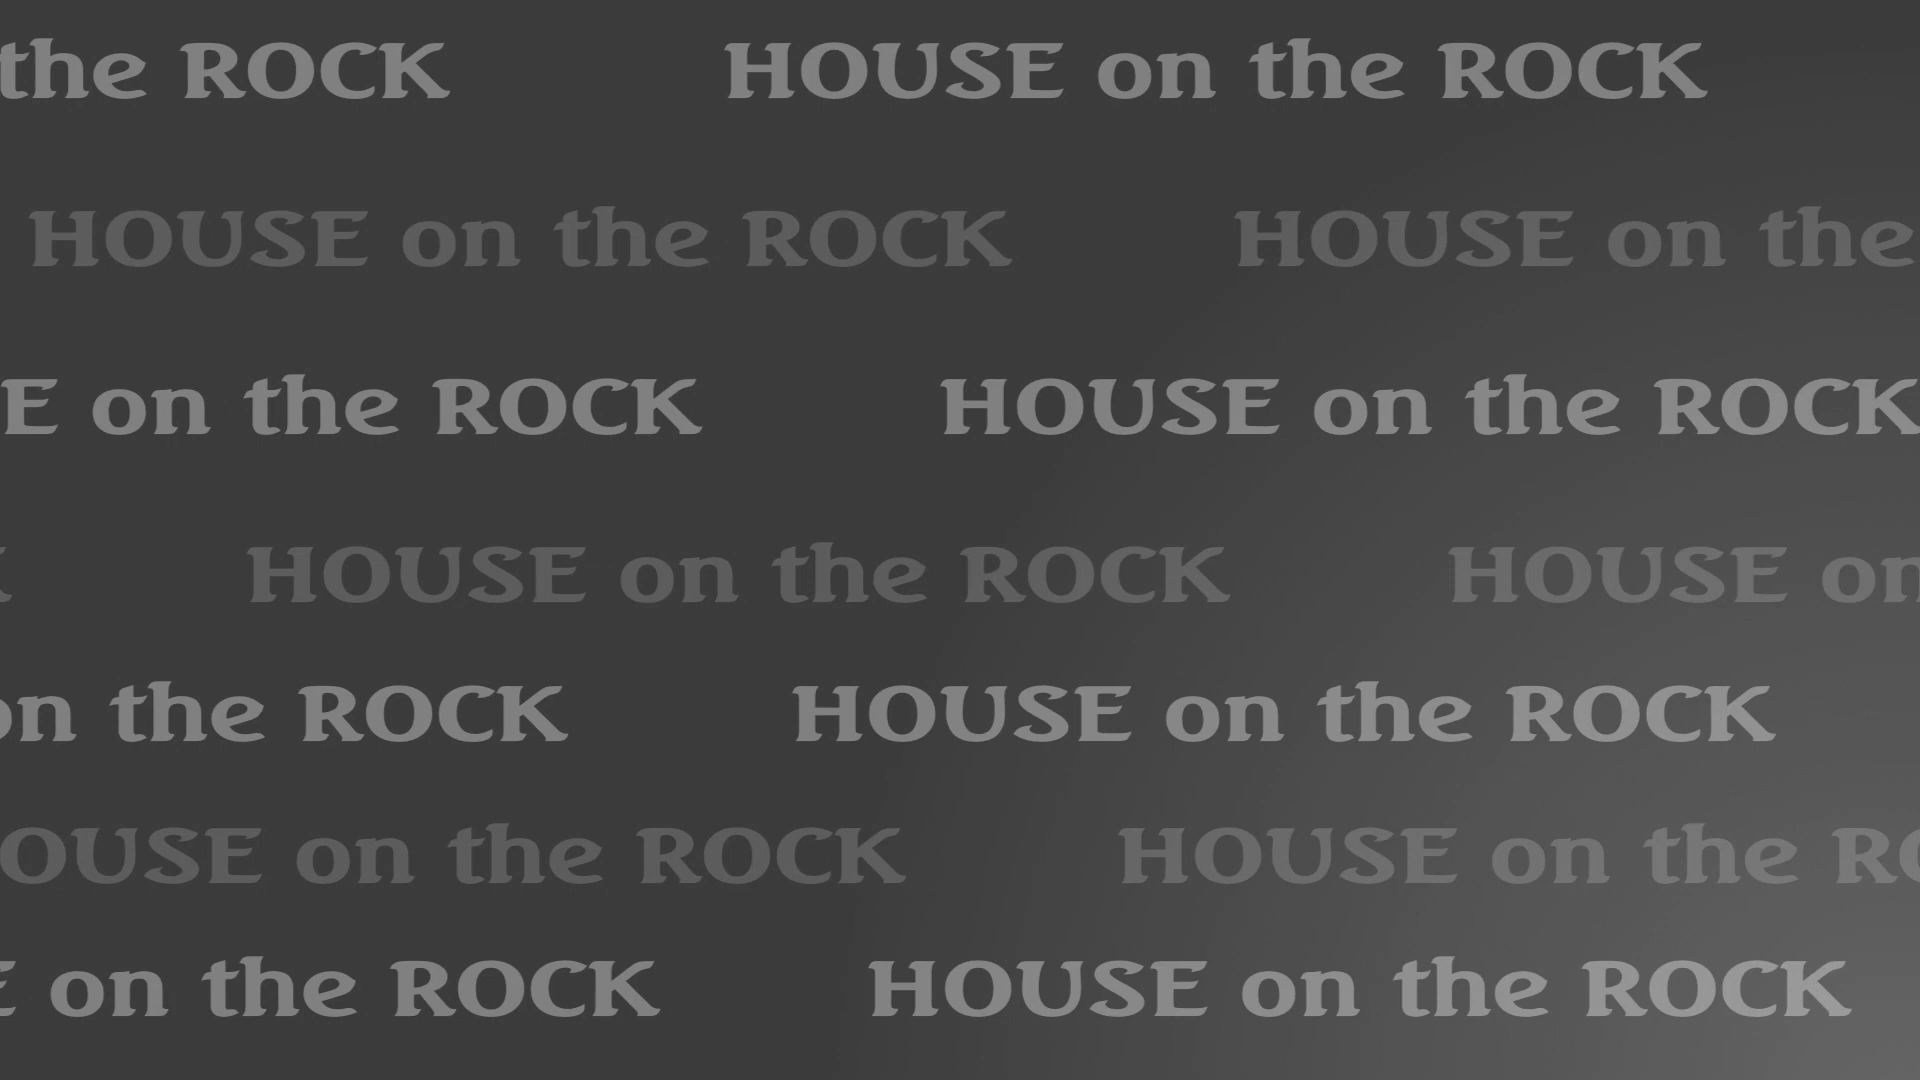 the ROCK HOUSE on the ROCK
HOUSE on the ROCK HOUSE on the
E on the ROCK HOUSE on the ROCK
K HOUSE on the ROCK HOUSE on
on the ROCK HOUSE on the ROCK
OUSE on the ROCK HOUSE on the RO
E on the ROCK HOUSE on the ROCK